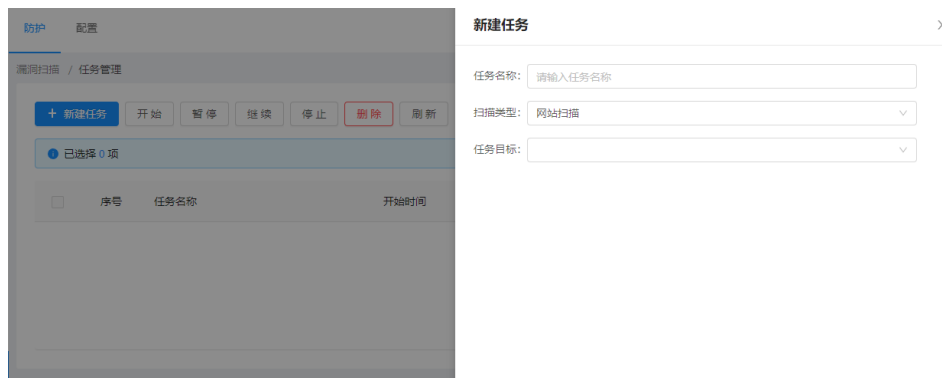 防护 配置
漏洞扫描 / 任务管理
+ 新建任务 开始 暂停 继续 停止 删除 刷新
已选择 0 项
序号 任务名称 开始时间
新建任务
任务名称: 请输入任务名称
扫描类型: 网站扫描
任务目标: